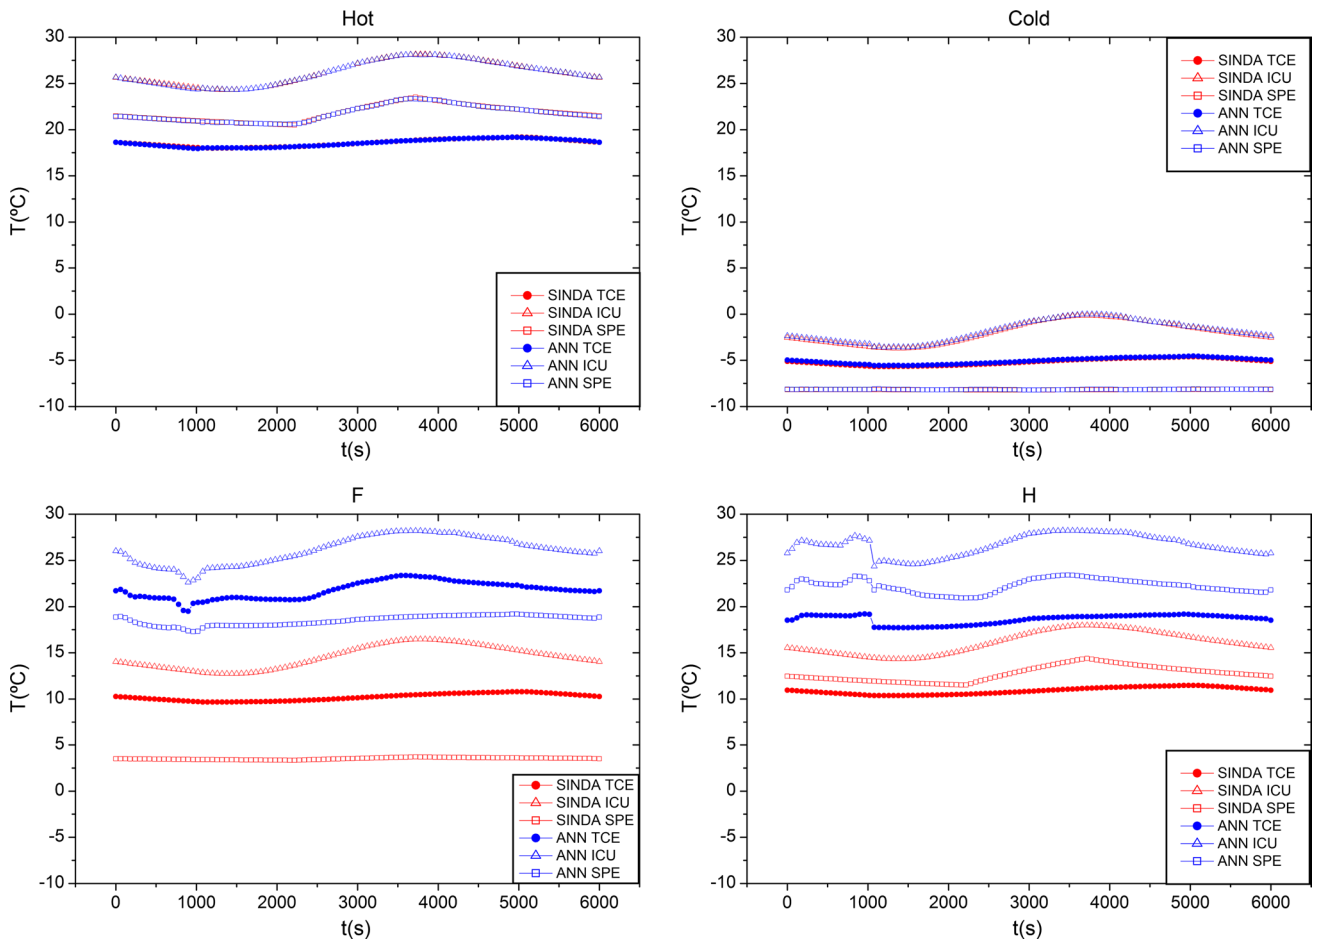 Hot
30
25
20
15
10
5
0
-5
-10
T(ºC)
0 1000 2000 3000 4000 5000 6000
t(s)
SINDA TCE
SINDA ICU
SINDA SPE
ANN TCE
ANN ICU
ANN SPE
Cold
30
25
20
15
10
5
0
-5
-10
T(ºC)
0 1000 2000 3000 4000 5000 6000
t(s)
SINDA TCE
SINDA ICU
SINDA SPE
ANN TCE
ANN ICU
ANN SPE
F
30
25
20
15
10
5
0
-5
-10
T(ºC)
0 1000 2000 3000 4000 5000 6000
t(s)
SINDA TCE
SINDA ICU
SINDA SPE
ANN TCE
ANN ICU
ANN SPE
H
30
25
20
15
10
5
0
-5
-10
T(ºC)
0 1000 2000 3000 4000 5000 6000
t(s)
SINDA TCE
SINDA ICU
SINDA SPE
ANN TCE
ANN ICU
ANN SPE